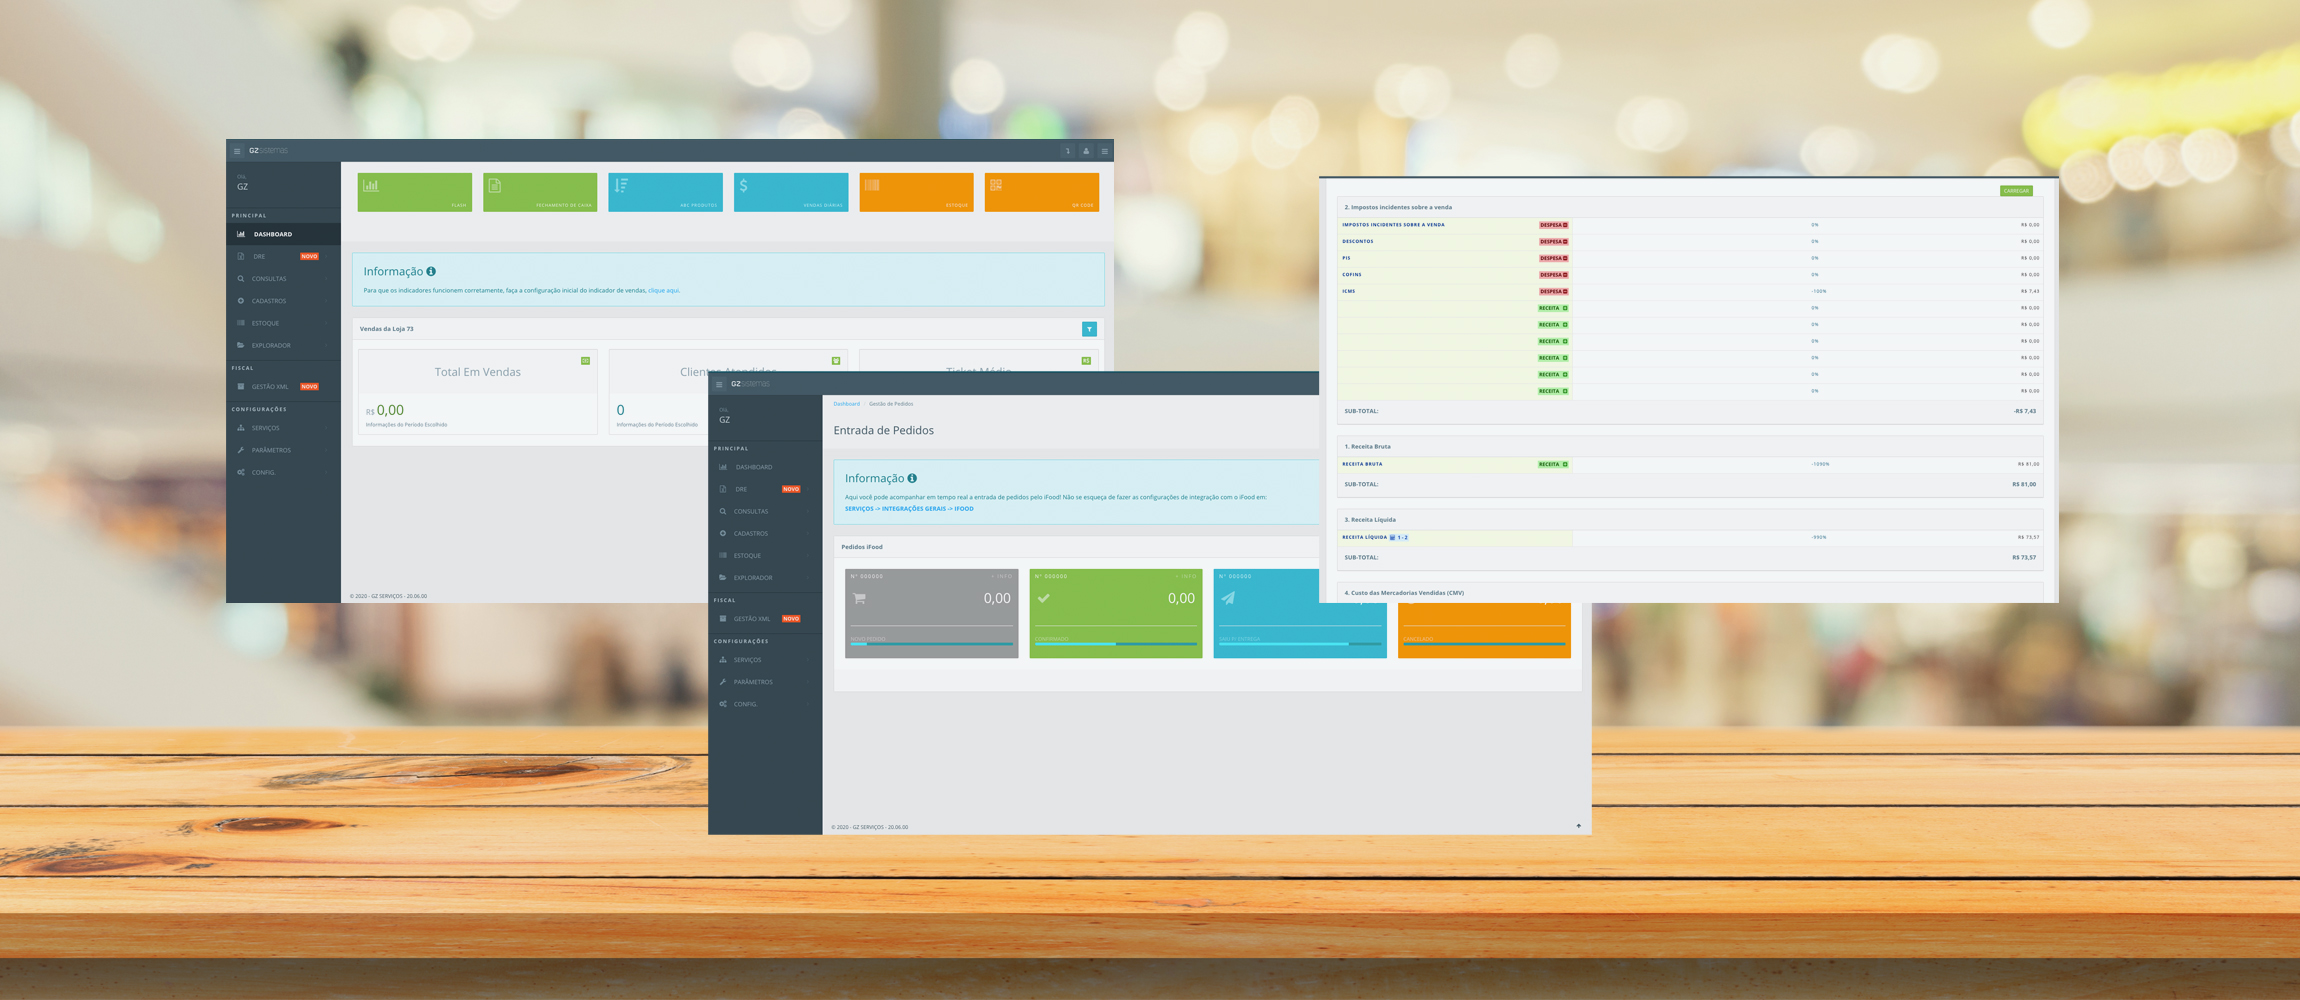 GZsistemas
Olá,
GZ
PRINCIPAL
DASHBOARD
DRE NOVO
CONSULTAS
CADASTROS
ESTOQUE
EXPLORADOR
FISCAL
GESTÃO XML NOVO
CONFIGURAÇÕES
SERVIÇOS
PARÂMETROS
CONFIG.
FLASH
FECHAMENTO DE CAIXA
ABC PRODUTOS
VENDAS DIÁRIAS
ESTOQUE
QR CODE
Informação
Para que os indicadores funcionem corretamente, faça a configuração inicial do indicador de vendas, clique aqui.
Vendas da Loja 73
Total Em Vendas
R$ 0,00
Informações do Período Escolhido
Clientes Atendidos
0
Informações do Período Escolhido
Ticket Médio
R$
© 2020 - GZ SERVIÇOS - 20.06.00
GZsistemas
Olá,
GZ
PRINCIPAL
DASHBOARD
DRE NOVO
CONSULTAS
CADASTROS
ESTOQUE
EXPLORADOR
FISCAL
GESTÃO XML NOVO
CONFIGURAÇÕES
SERVIÇOS
PARÂMETROS
CONFIG.
Dashboard / Gestão de Pedidos
Entrada de Pedidos
Informação
Aqui você pode acompanhar em tempo real a entrada de pedidos pelo iFood! Não se esqueça de fazer as configurações de integração com o iFood em:
SERVIÇOS -> INTEGRAÇÕES GERAIS -> IFOOD
Pedidos iFood
N° 000000 + INFO
0,00
NOVO PEDIDO
N° 000000 + INFO
0,00
CONFIRMADO
N° 000000
SAIU P/ ENTREGA
CANCELADO
© 2020 - GZ SERVIÇOS - 20.06.00
CARREGAR
2. Impostos incidentes sobre a venda
IMPOSTOS INCIDENTES SOBRE A VENDA DESPESA 0% R$ 0,00
DESCONTOS DESPESA 0% R$ 0,00
PIS DESPESA 0% R$ 0,00
COFINS DESPESA 0% R$ 0,00
ICMS DESPESA -100% R$ 7,43
RECEITA 0% R$ 0,00
RECEITA 0% R$ 0,00
RECEITA 0% R$ 0,00
RECEITA 0% R$ 0,00
RECEITA 0% R$ 0,00
RECEITA 0% R$ 0,00
SUB-TOTAL: -R$ 7,43
1. Receita Bruta
RECEITA BRUTA RECEITA -1090% R$ 81,00
SUB-TOTAL: R$ 81,00
3. Receita Líquida
RECEITA LÍQUIDA 1 - 2 -990% R$ 73,57
SUB-TOTAL: R$ 73,57
4. Custo das Mercadorias Vendidas (CMV)